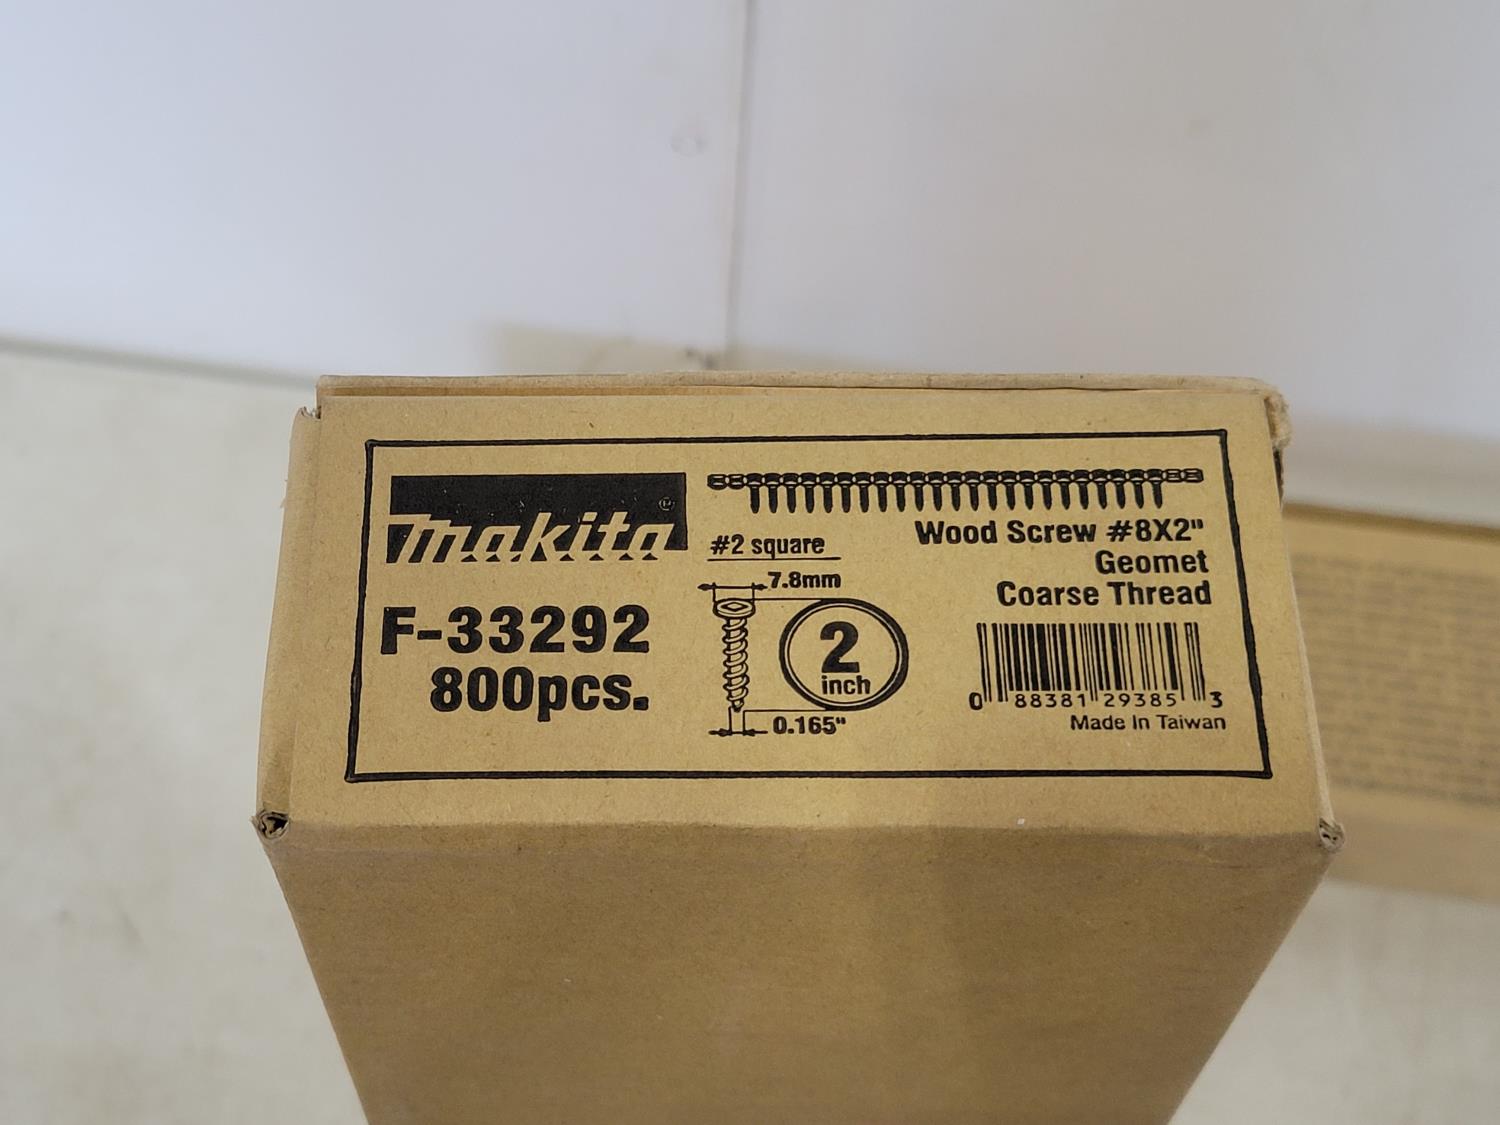 makita®
F-33292
800pcs.
#2 square
7.8mm
2
inch
0.165"
Wood Screw #8X2"
Geomet
Coarse Thread
0 88381 29385 3
Made In Taiwan